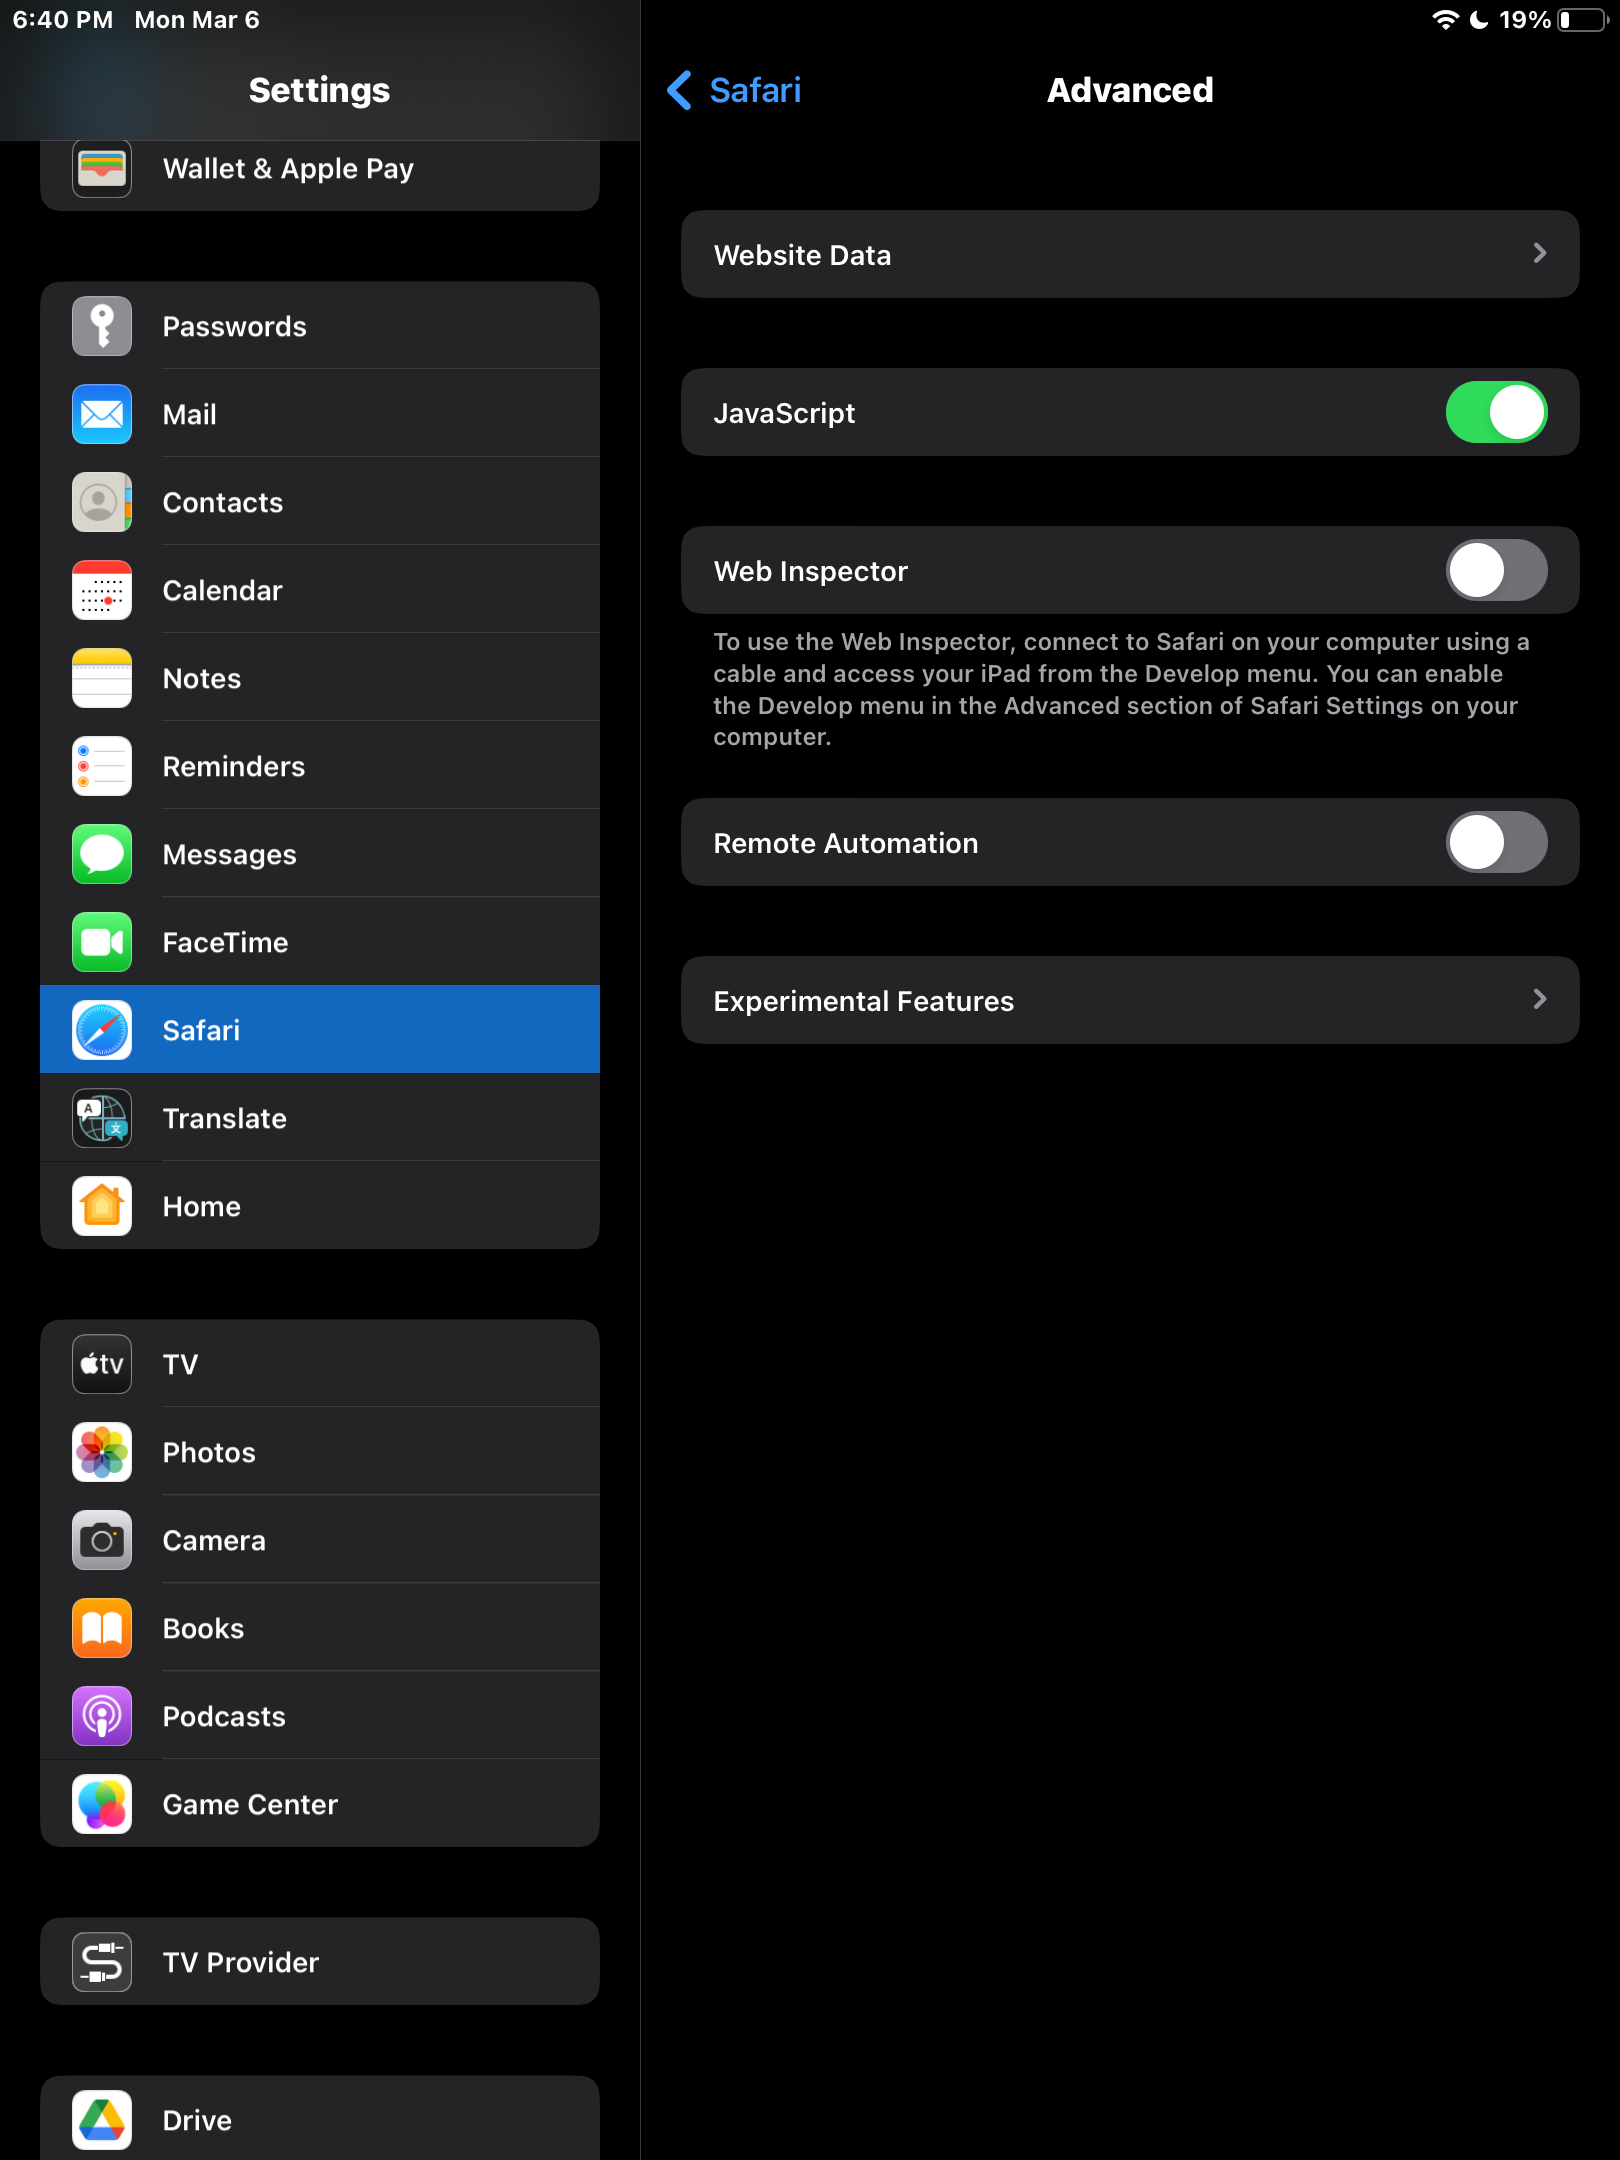 6:40 PM Mon Mar 6
19%
Settings
Wallet & Apple Pay
Passwords
Mail
Contacts
Calendar
Notes
Reminders
Messages
FaceTime
Safari
A
文
Translate
Home
tv
TV
Photos
Camera
Books
Podcasts
Game Center
TV Provider
Drive
Safari
Advanced
Website Data
JavaScript
Web Inspector
To use the Web Inspector, connect to Safari on your computer using a
cable and access your iPad from the Develop menu. You can enable
the Develop menu in the Advanced section of Safari Settings on your
computer.
Remote Automation
Experimental Features